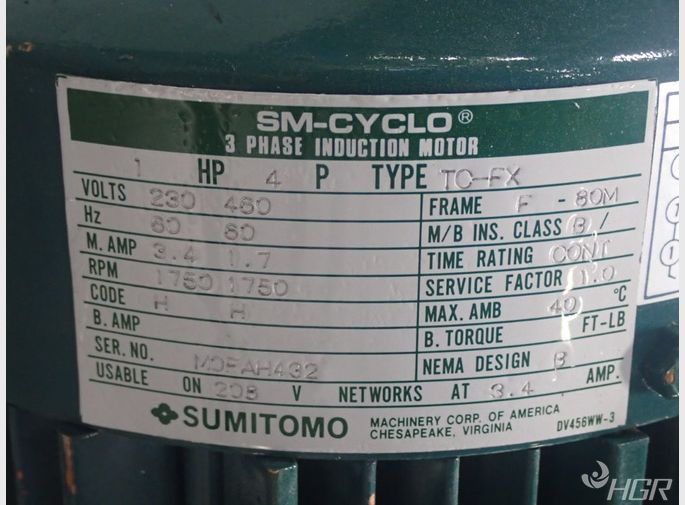 SM-CYCLO®
3 PHASE INDUCTION MOTOR
1 HP 4 P TYPE TC-FX
VOLTS 230 460
FRAME F - 80M
Hz 60 60
M/B INS. CLASS B /
M. AMP 3.4 1.7
TIME RATING CONT
RPM 1750 1750
SERVICE FACTOR 1.0
CODE H H
MAX. AMB 40 °C
B. AMP
B. TORQUE FT-LB
SER. NO.
NEMA DESIGN B
USABLE ON 208 V NETWORKS AT 3.4 AMP.
SUMITOMO MACHINERY CORP. OF AMERICA
CHESAPEAKE, VIRGINIA DV456WW-3
HGR